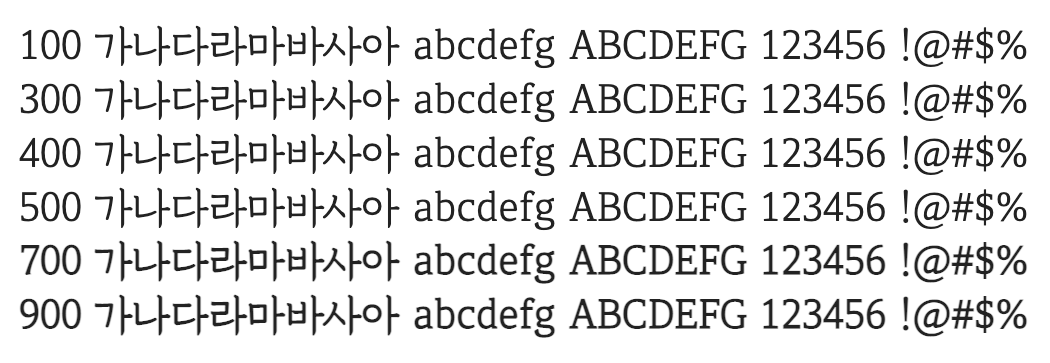 100 가나다라마바사아 abcdefg ABCDEFG 123456 !@#$%
300 가나다라마바사아 abcdefg ABCDEFG 123456 !@#$%
400 가나다라마바사아 abcdefg ABCDEFG 123456 !@#$%
500 가나다라마바사아 abcdefg ABCDEFG 123456 !@#$%
700 가나다라마바사아 abcdefg ABCDEFG 123456 !@#$%
900 가나다라마바사아 abcdefg ABCDEFG 123456 !@#$%